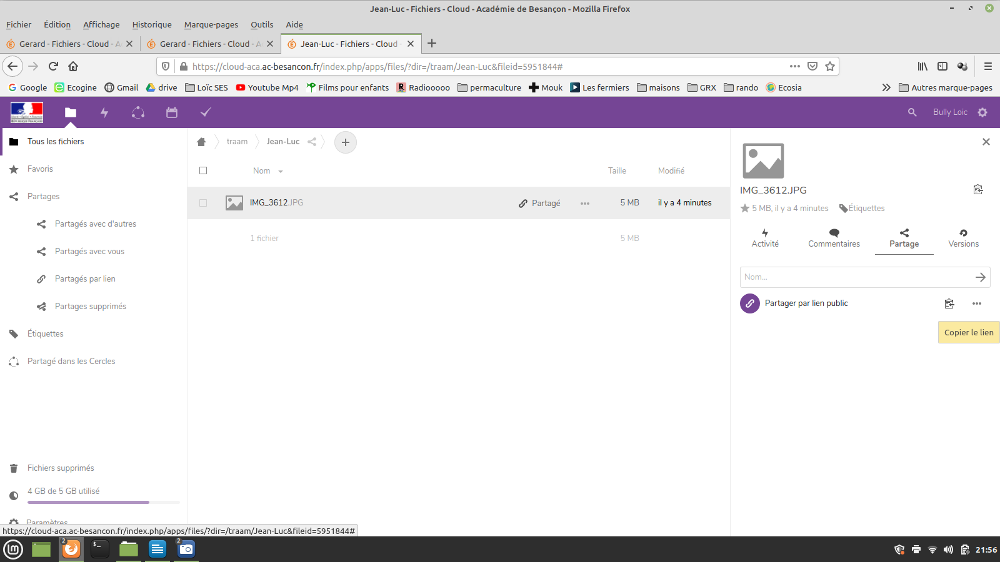 Jean-Luc - Fichiers - Cloud - Académie de Besançon - Mozilla Firefox
Fichier Édition Affichage Historique Marque-pages Outils Aide
Gerard - Fichiers - Cloud - A Gerard - Fichiers - Cloud - A Jean-Luc - Fichiers - Cloud -
https://cloud-aca.ac-besancon.fr/index.php/apps/files/?dir=/traam/Jean-Luc&fileid=5951844#
Google Ecogine Gmail drive Loïc SES Youtube Mp4 Films pour enfants Radiooooo permaculture Mouk Les fermiers maisons GRX rando Ecosia Autres marque-pages
Bully Loic
Tous les fichiers
Favoris
Partages
Partagés avec d'autres
Partagés avec vous
Partagés par lien
Partages supprimés
Étiquettes
Partagé dans les Cercles
Fichiers supprimés
4 GB de 5 GB utilisé
Paramètres
traam Jean-Luc
Nom Taille Modifié
IMG_3612.JPG Partagé 5 MB il y a 4 minutes
1 fichier 5 MB
IMG_3612.JPG
5 MB, il y a 4 minutes Étiquettes
Activité Commentaires Partage Versions
Nom...
Partager par lien public
Copier le lien
https://cloud-aca.ac-besancon.fr/index.php/apps/files/?dir=/traam/Jean-Luc&fileid=5951844#
2 2 21:56